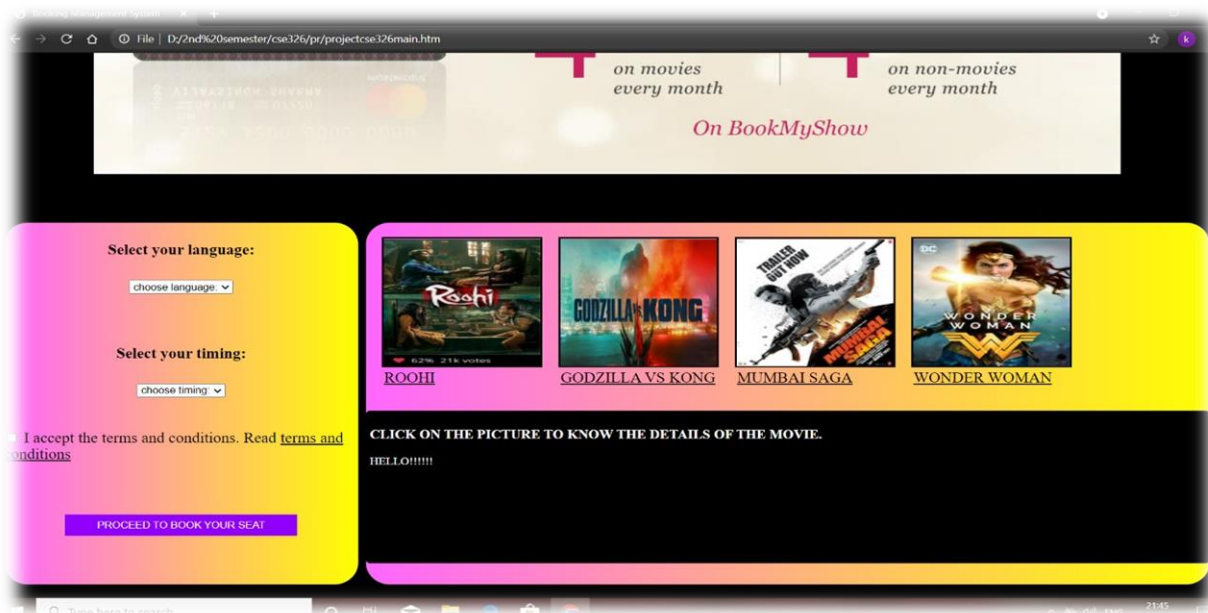 Booking Management System
File | D:/2nd%20semester/cse326/pr/projectcse326main.htm
k
on movies
every month
on non-movies
every month
On BookMyShow
VIJAYSINGH SHARMA
Select your language:
choose language:
Select your timing:
choose timing:
I accept the terms and conditions. Read terms and
conditions
PROCEED TO BOOK YOUR SEAT
Roohi
62% 21k votes
ROOHI
GODZILLA VS KONG
GODZILLA VS KONG
TRAILER
OUT NOW
MUMBAI
SAGA
MUMBAI SAGA
DC
WONDER
WOMAN
WONDER WOMAN
CLICK ON THE PICTURE TO KNOW THE DETAILS OF THE MOVIE.
HELLO!!!!!!
Type here to search
ENG
21:45